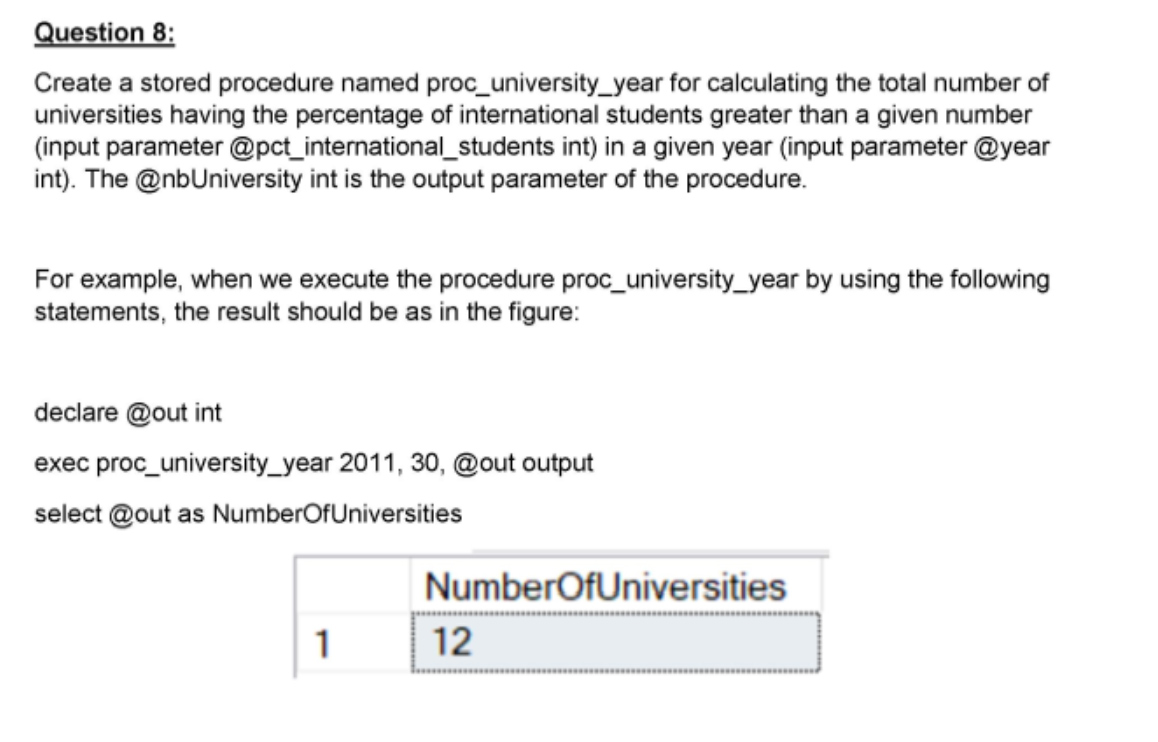 Question 8:
Create a stored procedure named proc_university_year for calculating the total number of
universities having the percentage of international students greater than a given number
(input parameter @pct_international_students int) in a given year (input parameter @year
int). The @nbUniversity int is the output parameter of the procedure.
For example, when we execute the procedure proc_university_year by using the following
statements, the result should be as in the figure:
declare @out int
exec proc_university_year 2011, 30, @out output
select @out as NumberOfUniversities
NumberOfUniversities
1 12